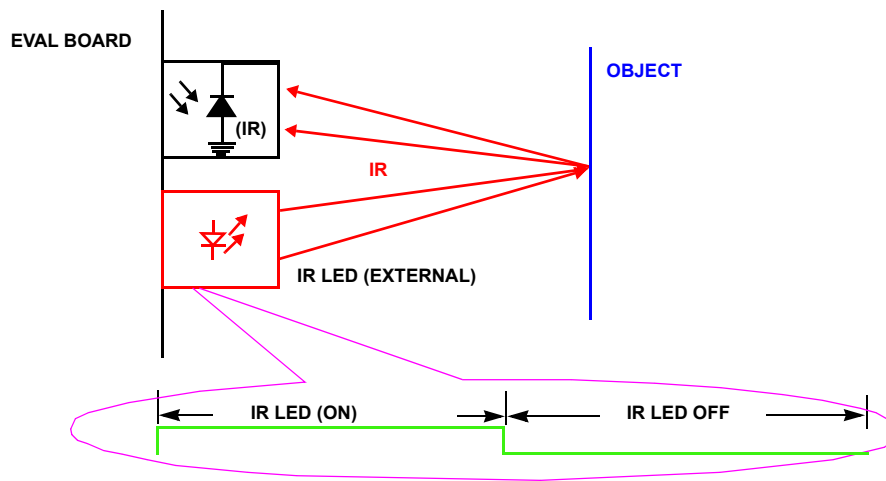 EVAL BOARD
OBJECT
(IR)
IR
IR LED (EXTERNAL)
IR LED (ON)
IR LED OFF